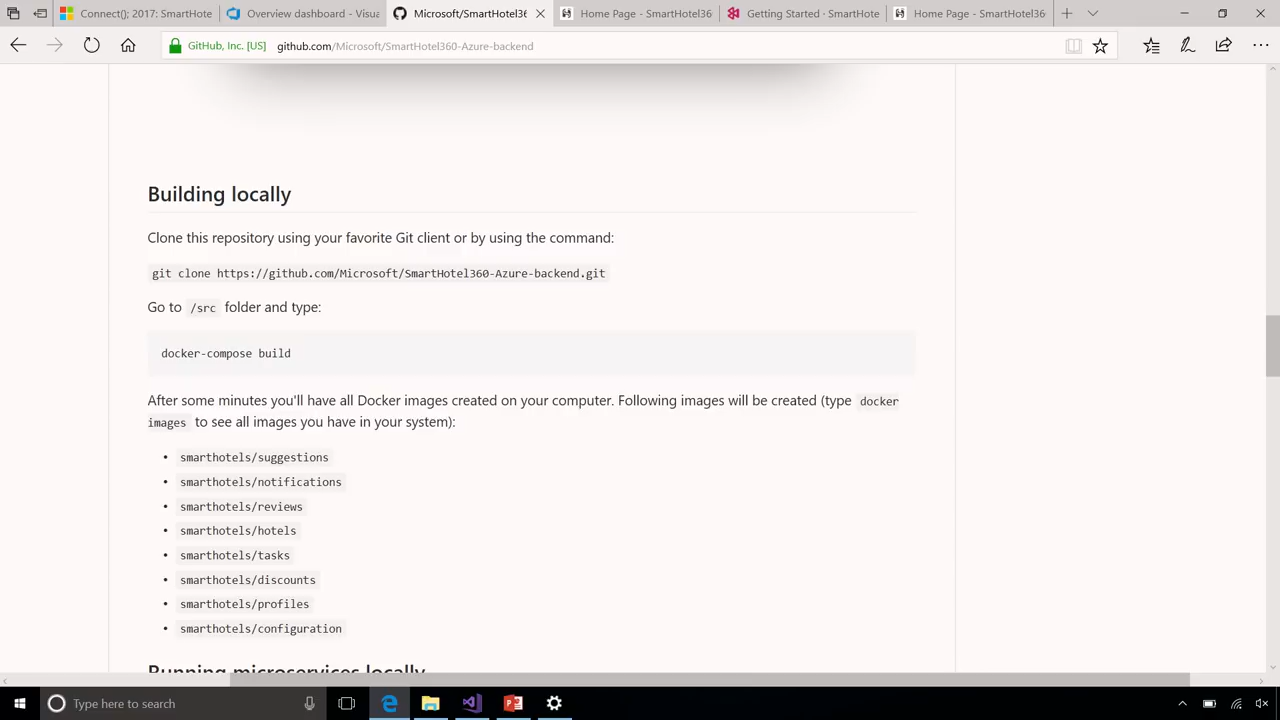 Connect(); 2017: SmartHote
Overview dashboard - Visua
Microsoft/SmartHotel36
Home Page - SmartHotel36
Getting Started - SmartHote
Home Page - SmartHotel360
GitHub, Inc. [US]
github.com/Microsoft/SmartHotel360-Azure-backend
Building locally
Clone this repository using your favorite Git client or by using the command:
git clone https://github.com/Microsoft/SmartHotel360-Azure-backend.git
Go to /src folder and type:
docker-compose build
After some minutes you'll have all Docker images created on your computer. Following images will be created (type docker
images to see all images you have in your system):
• smarthotels/suggestions
• smarthotels/notifications
• smarthotels/reviews
• smarthotels/hotels
• smarthotels/tasks
• smarthotels/discounts
• smarthotels/profiles
• smarthotels/configuration
Running microservices locally
Type here to search